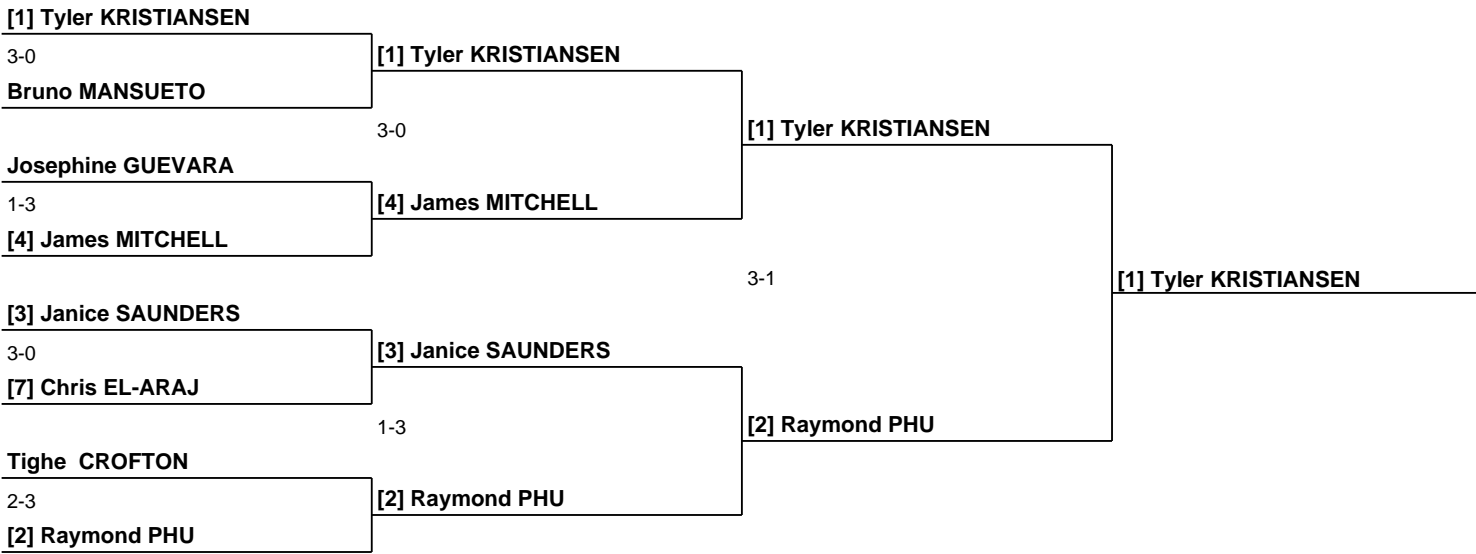 [1] Tyler KRISTIANSEN
3-0
[1] Tyler KRISTIANSEN
Bruno MANSUETO
3-0
[1] Tyler KRISTIANSEN
Josephine GUEVARA
1-3
[4] James MITCHELL
[4] James MITCHELL
3-1
[1] Tyler KRISTIANSEN
[3] Janice SAUNDERS
3-0
[3] Janice SAUNDERS
[7] Chris EL-ARAJ
1-3
[2] Raymond PHU
Tighe  CROFTON
2-3
[2] Raymond PHU
[2] Raymond PHU